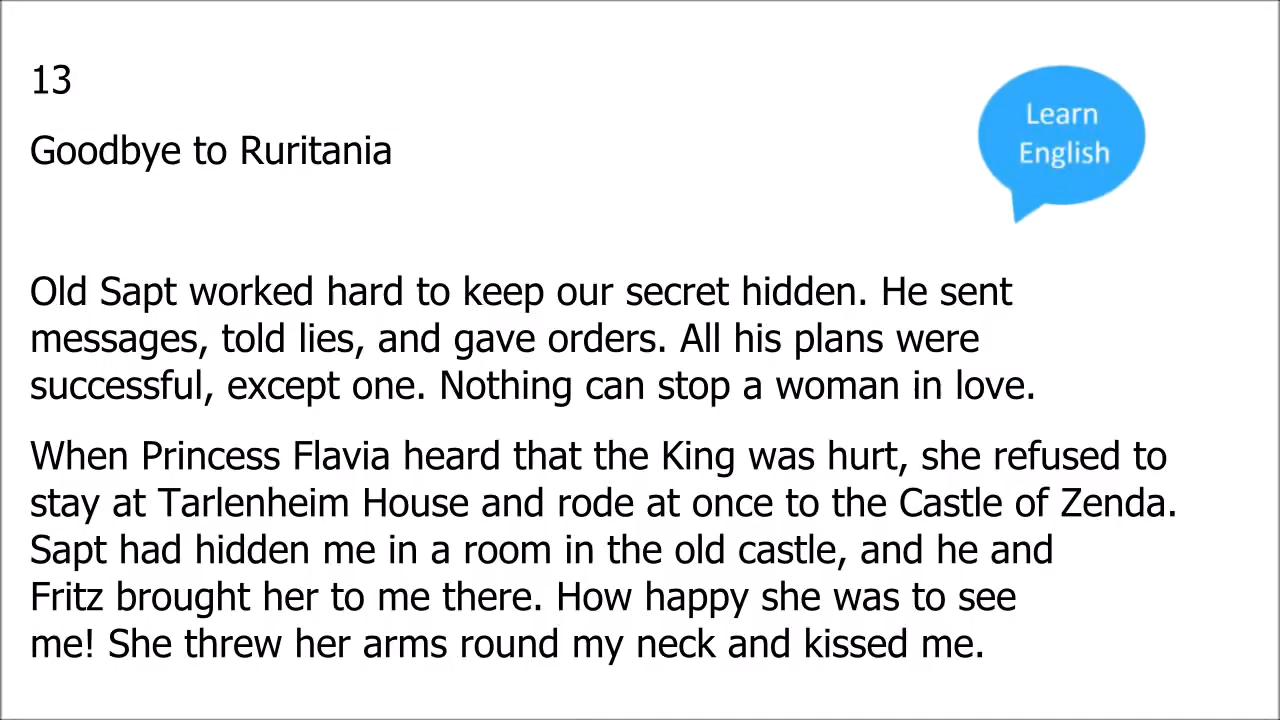 13
Learn
English
Goodbye to Ruritania
Old Sapt worked hard to keep our secret hidden. He sent
messages, told lies, and gave orders. All his plans were
successful, except one. Nothing can stop a woman in love.
When Princess Flavia heard that the King was hurt, she refused to
stay at Tarlenheim House and rode at once to the Castle of Zenda.
Sapt had hidden me in a room in the old castle, and he and
Fritz brought her to me there. How happy she was to see
me! She threw her arms round my neck and kissed me.